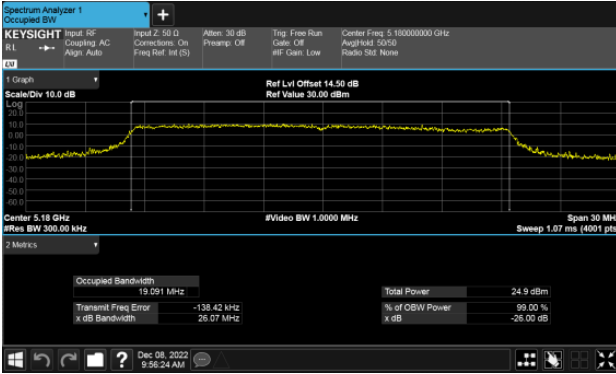 Spectrum Analyzer 1
Occupied BW
+
KEYSIGHT Input: RF Input Z: 50 Ω Atten: 30 dB Trig: Free Run Center Freq: 5.180000000 GHz
RL Coupling: AC Corrections: On Preamp: Off Gate: Off Avg|Hold: 50/50
Align: Auto Freq Ref: Int (S) #IF Gain: Low Radio Std: None
1 Graph
Ref Lvl Offset 14.50 dB
Scale/Div 10.0 dB Ref Value 30.00 dBm
Log
20.0
10.0
0.00
-10.0
-20.0
-30.0
-40.0
-50.0
-60.0
Center 5.18 GHz #Video BW 1.0000 MHz Span 30 MHz
#Res BW 300.00 kHz Sweep 1.07 ms (4001 pts
2 Metrics
Occupied Bandwidth
19.091 MHz Total Power 24.9 dBm
Transmit Freq Error -138.42 kHz % of OBW Power 99.00 %
x dB Bandwidth 26.07 MHz x dB -26.00 dB
? Dec 08, 2022
9:56:24 AM